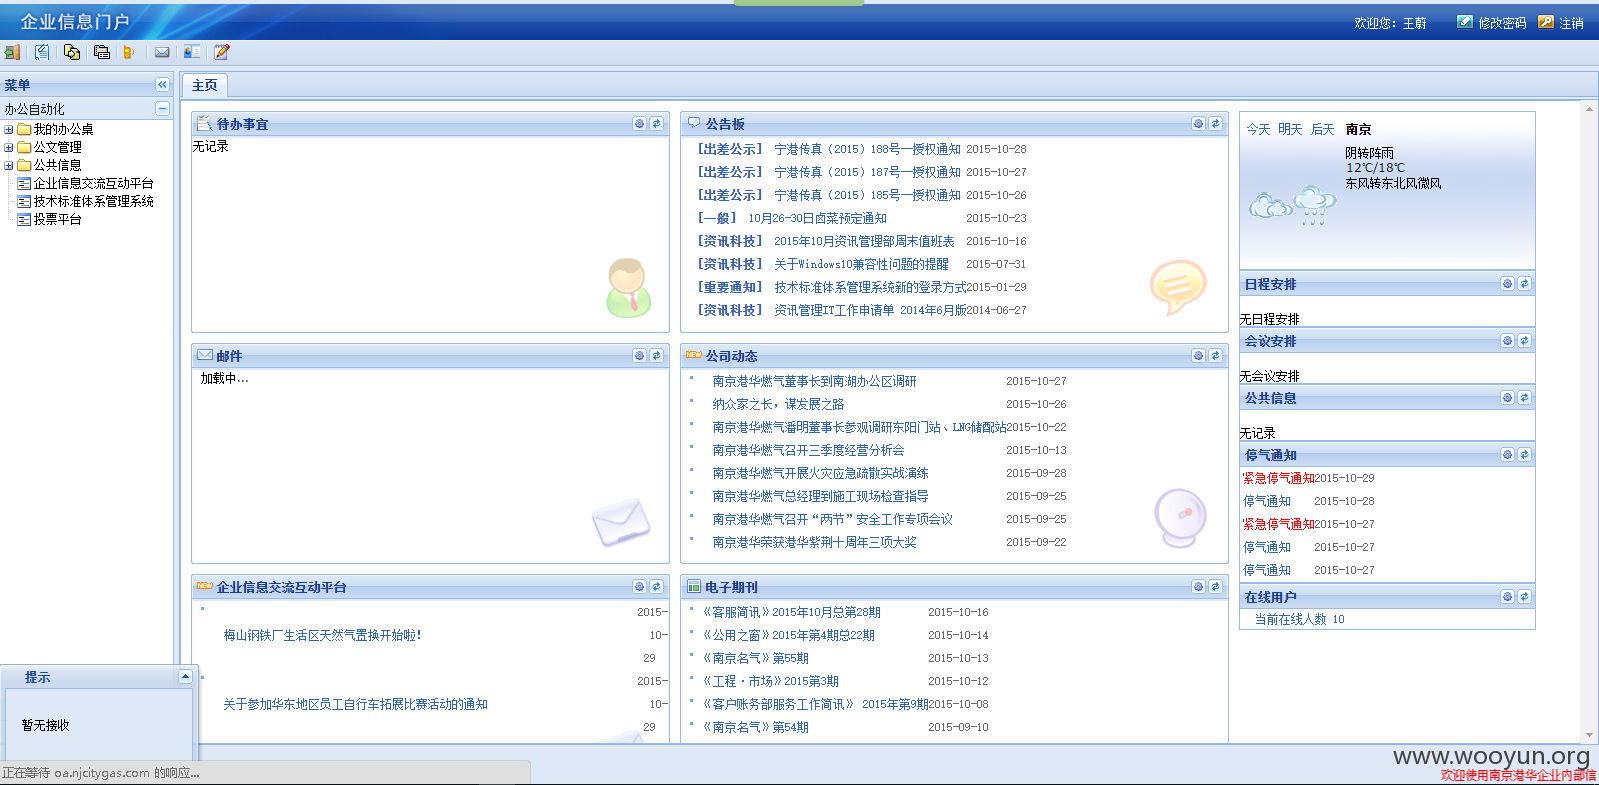 企业信息门户
欢迎您: 王蔚 修改密码 注销
菜单
办公自动化
我的办公桌
公文管理
公共信息
企业信息交流互动平台
技术标准体系管理系统
投票平台
主页
待办事宜
无记录
公告板
[出差公示] 宁港传真（2015）188号—授权通知 2015-10-28
[出差公示] 宁港传真（2015）187号—授权通知 2015-10-27
[出差公示] 宁港传真（2015）185号—授权通知 2015-10-26
[一般] 10月26-30日卤菜预定通知 2015-10-23
[资讯科技] 2015年10月资讯管理部周末值班表 2015-10-16
[资讯科技] 关于Windows10兼容性问题的提醒 2015-07-31
[重要通知] 技术标准体系管理系统新的登录方式2015-01-29
[资讯科技] 资讯管理IT工作申请单 2014年6月版2014-06-27
邮件
加载中...
公司动态
南京港华燃气董事长到南湖办公区调研 2015-10-27
纳众家之长，谋发展之路 2015-10-26
南京港华燃气潘明董事长参观调研东阳门站、LNG储配站2015-10-22
南京港华燃气召开三季度经营分析会 2015-10-13
南京港华燃气开展火灾应急疏散实战演练 2015-09-28
南京港华燃气总经理到施工现场检查指导 2015-09-25
南京港华燃气召开“两节”安全工作专项会议 2015-09-25
南京港华荣获港华紫荆十周年三项大奖 2015-09-22
NEW 企业信息交流互动平台
梅山钢铁厂生活区天然气置换开始啦！ 2015-
10-
29
关于参加华东地区员工自行车拓展比赛活动的通知 2015-
10-
29
电子期刊
《客服简讯》2015年10月总第28期 2015-10-16
《公用之窗》2015年第4期总22期 2015-10-14
《南京名气》第55期 2015-10-13
《工程·市场》2015第3期 2015-10-12
《客户账务部服务工作简讯》 2015年第9期2015-10-08
《南京名气》第54期 2015-09-10
今天 明天 后天 南京
阴转阵雨
12℃/18℃
东风转东北风微风
日程安排
无日程安排
会议安排
无会议安排
公共信息
无记录
停气通知
紧急停气通知2015-10-29
停气通知 2015-10-28
紧急停气通知2015-10-27
停气通知 2015-10-27
停气通知 2015-10-27
在线用户
当前在线人数 10
提示
暂无接收
正在等待 oa.njcitygas.com 的响应...
www.wooyun.org
欢迎使用南京港华企业内部信